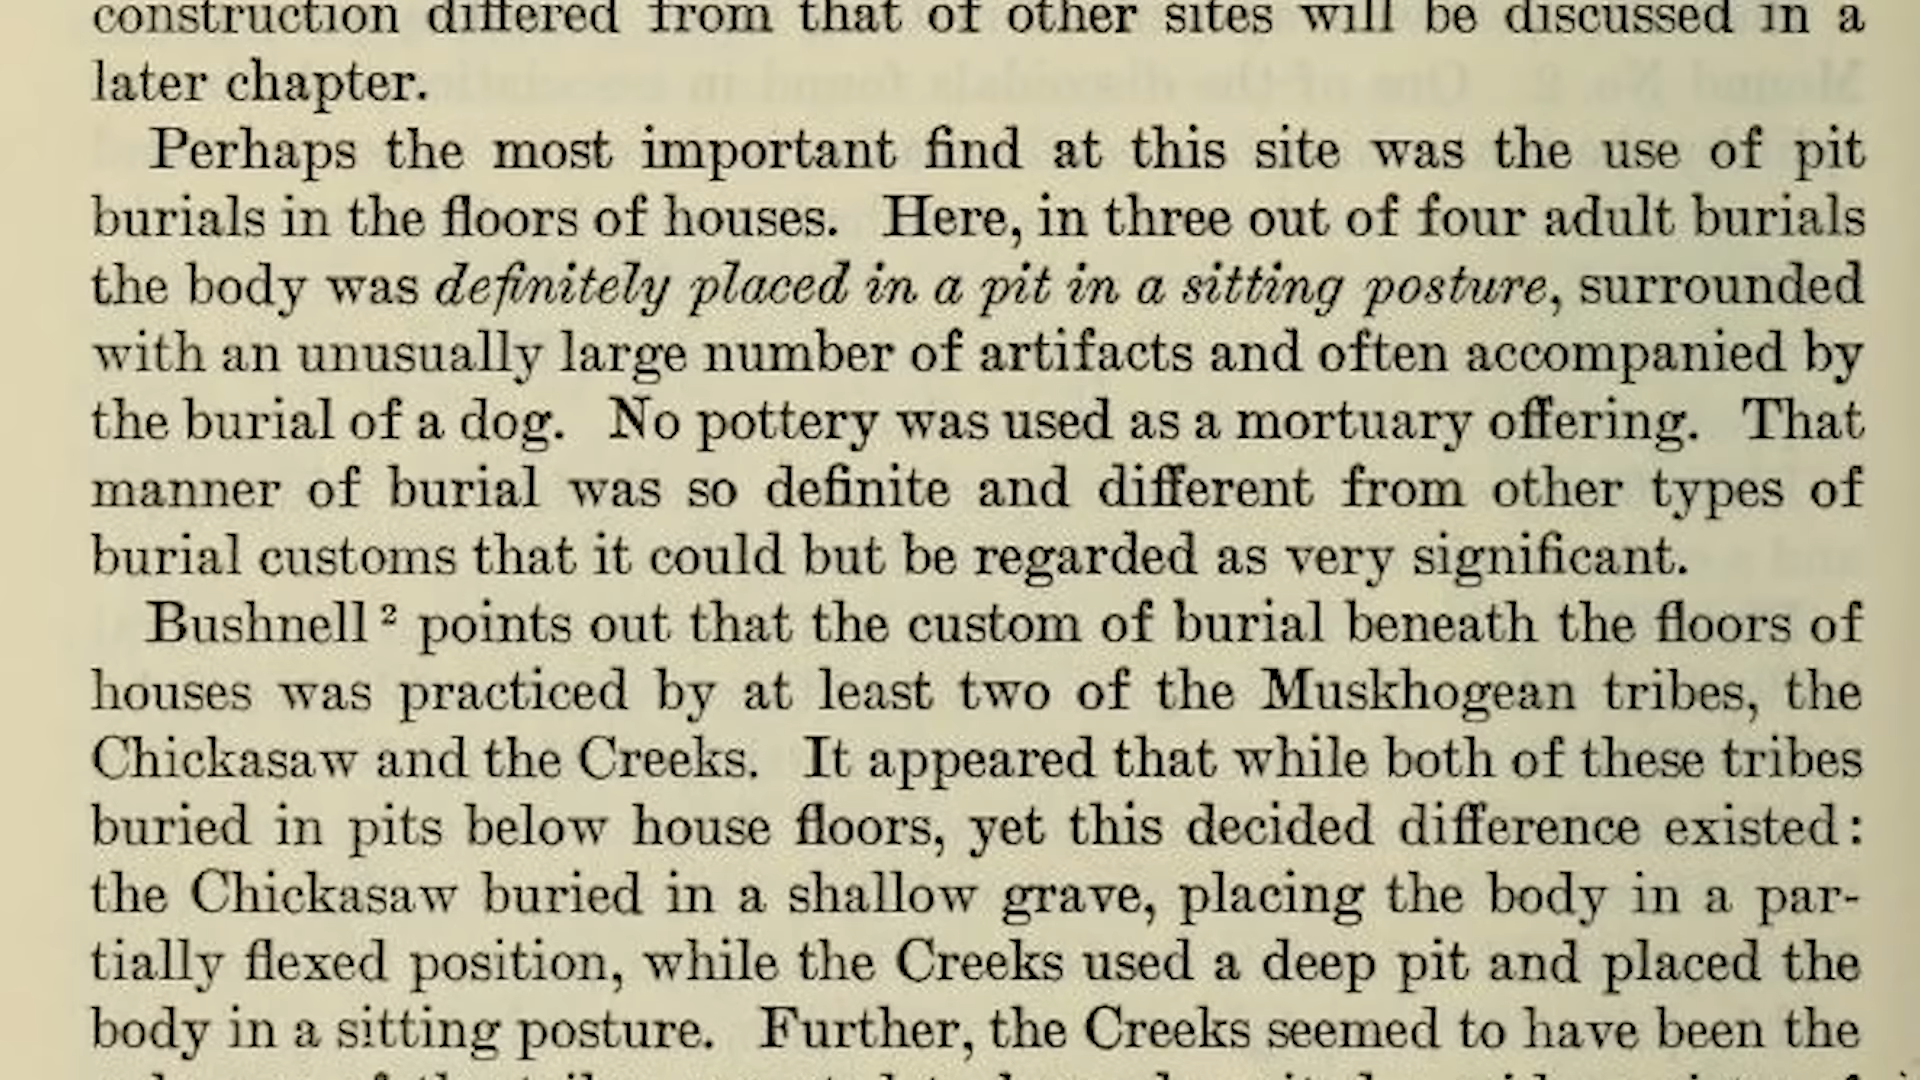 construction differed from that of other sites will be discussed in a
later chapter.
Perhaps the most important find at this site was the use of pit
burials in the floors of houses. Here, in three out of four adult burials
the body was definitely placed in a pit in a sitting posture, surrounded
with an unusually large number of artifacts and often accompanied by
the burial of a dog. No pottery was used as a mortuary offering. That
manner of burial was so definite and different from other types of
burial customs that it could but be regarded as very significant.
Bushnell ² points out that the custom of burial beneath the floors of
houses was practiced by at least two of the Muskhogean tribes, the
Chickasaw and the Creeks. It appeared that while both of these tribes
buried in pits below house floors, yet this decided difference existed:
the Chickasaw buried in a shallow grave, placing the body in a par-
tially flexed position, while the Creeks used a deep pit and placed the
body in a sitting posture. Further, the Creeks seemed to have been the